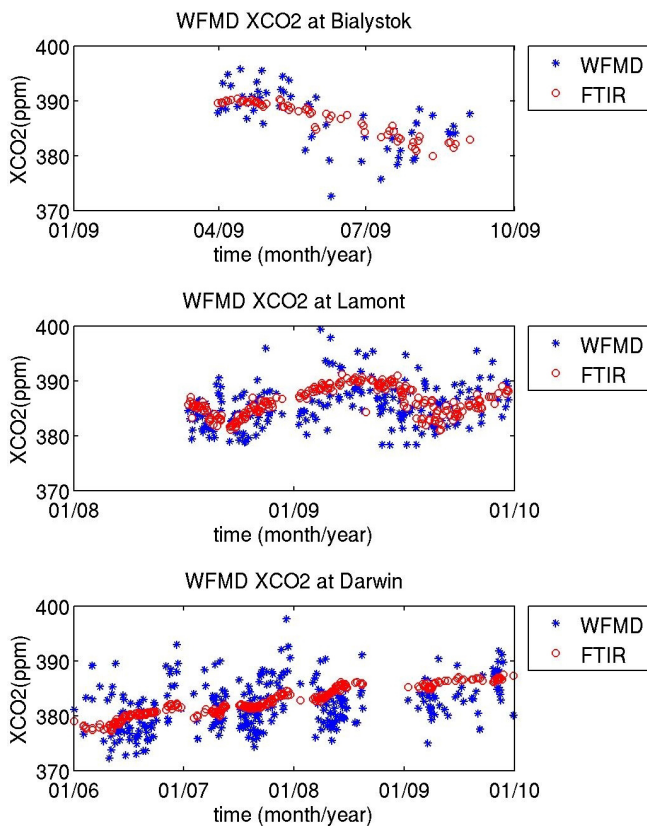 WFMD XCO2 at Bialystok
400
390
380
370
XCO2(ppm)
01/09 04/09 07/09 10/09
time (month/year)
WFMD
FTIR
WFMD XCO2 at Lamont
400
390
380
370
XCO2(ppm)
01/08 01/09 01/10
time (month/year)
WFMD
FTIR
WFMD XCO2 at Darwin
400
390
380
370
XCO2(ppm)
01/06 01/07 01/08 01/09 01/10
time (month/year)
WFMD
FTIR